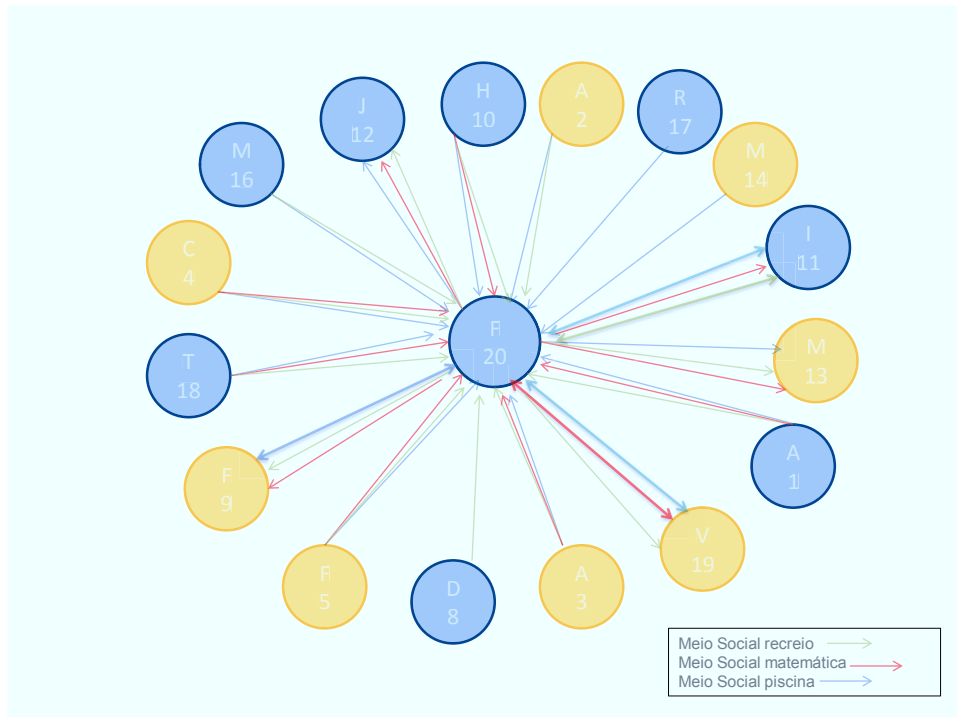 H
10
A
2
J
12
R
17
M
16
M
14
I
11
C
4
F
20
M
13
T
18
A
1
F
9
V
19
F
5
A
3
D
8
Meio Social recreio
Meio Social matemática
Meio Social piscina